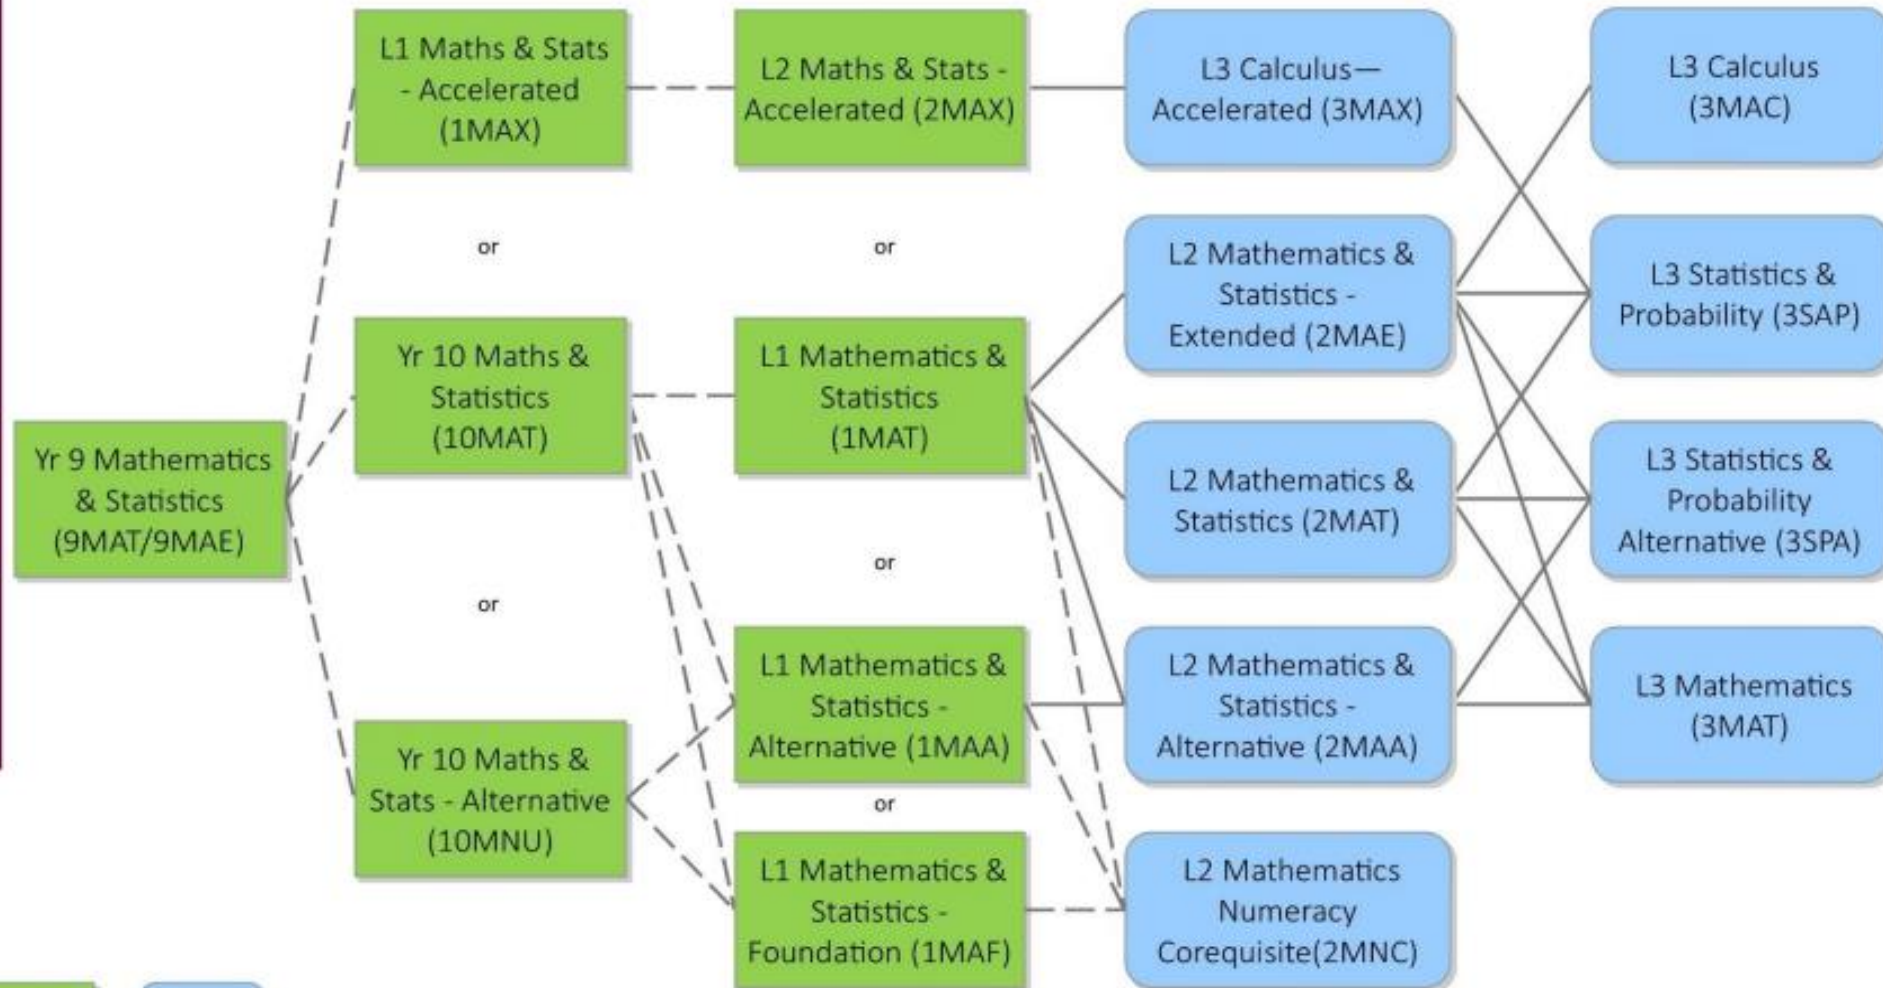 L1 Maths & Stats
- Accelerated
(1MAX)
L2 Maths & Stats -
Accelerated (2MAX)
L3 Calculus—
Accelerated (3MAX)
L3 Calculus
(3MAC)
or
or
L2 Mathematics &
Statistics -
Extended (2MAE)
L3 Statistics &
Probability (3SAP)
Yr 10 Maths &
Statistics
(10MAT)
L1 Mathematics &
Statistics
(1MAT)
Yr 9 Mathematics
& Statistics
(9MAT/9MAE)
L2 Mathematics &
Statistics (2MAT)
L3 Statistics &
Probability
Alternative (3SPA)
or
or
L1 Mathematics &
Statistics -
Alternative (1MAA)
L2 Mathematics &
Statistics -
Alternative (2MAA)
L3 Mathematics
(3MAT)
Yr 10 Maths &
Stats - Alternative
(10MNU)
or
L1 Mathematics &
Statistics -
Foundation (1MAF)
L2 Mathematics
Numeracy
Corequisite(2MNC)